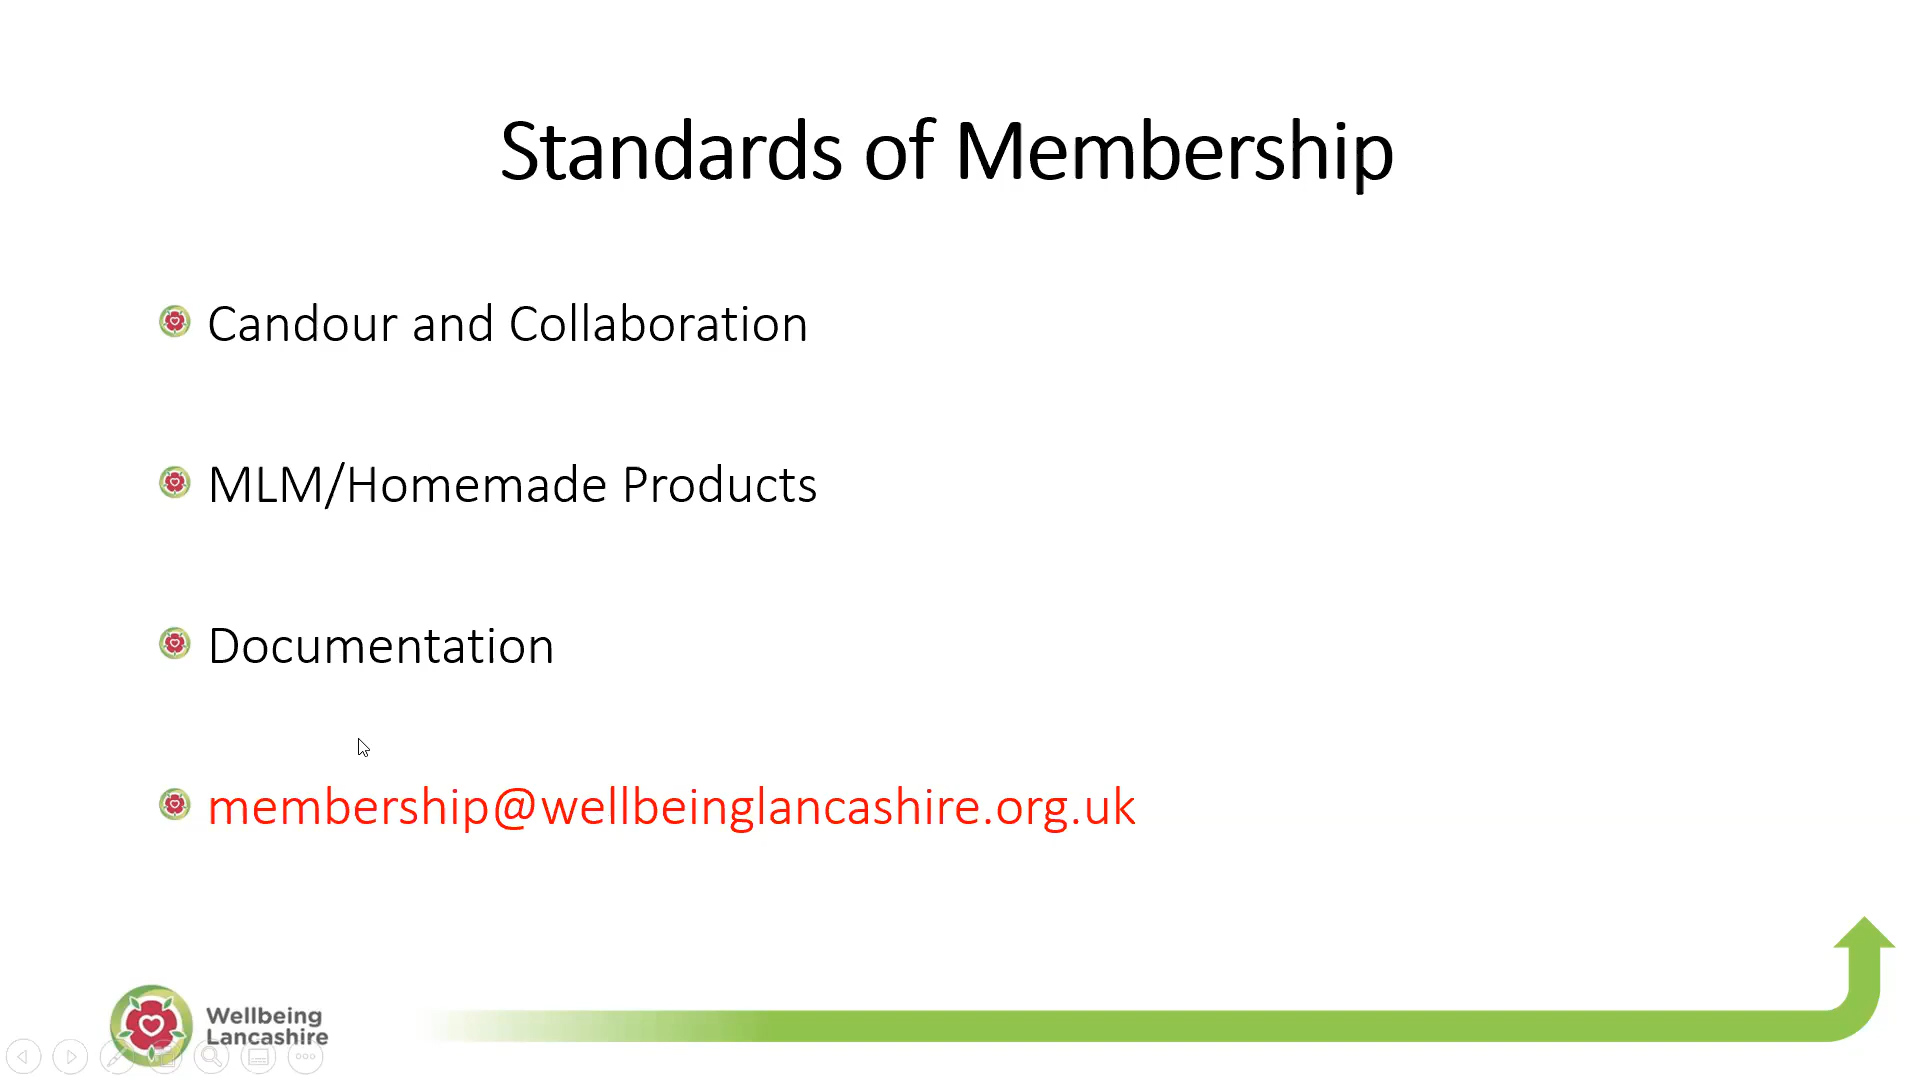 Standards of Membership
Candour and Collaboration
MLM/Homemade Products
Documentation
membership@wellbeinglancashire.org.uk
Wellbeing
Lancashire